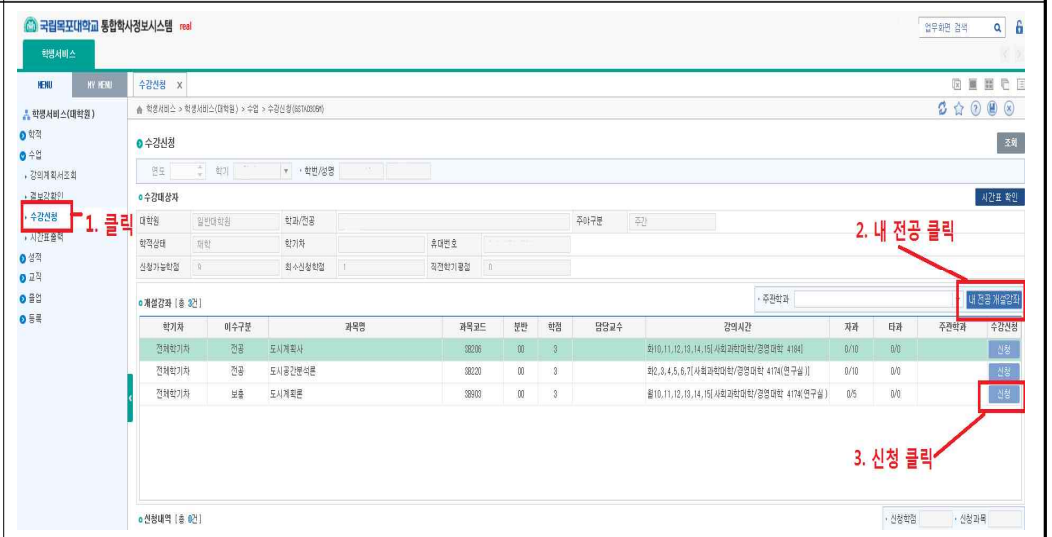 국립목포대학교 통합학사정보시스템 real
업무화면 검색
학생서비스
MENU MY MENU 수강신청 x
학생서비스 > 학생서비스(대학원) > 수업 >
학생서비스(대학원)
학적
수강신청 조회
수업
연도 학기 학번/성명
강의계획서조회
결보강확인
수강대상자 시간표 확인
수강신청
1. 클릭
대학원 일반대학원 학과/전공 주야구분 주간
2. 내 전공 클릭
시간표출력
학적상태 재학 학기차 휴대번호
성적
신청가능학점 9 최소신청학점 1 직전학기평점 0
교직
졸업
개설강좌 [총 3건] 주관학과 내 전공 개설강좌
등록
학기차 이수구분 과목명 과목코드 분반 학점 담당교수 강의시간 자과 타과 주관학과 수강신청
전체학기차 전공 도시계획사 00 3 화10,11,12,13,14,15[사회과학대학/경영대학 4184] 0/10 0/0 신청
전체학기차 전공 도시공간분석론 00 3 화2,3,4,5,6,7[사회과학대학/경영대학 4174(연구실)] 0/10 0/0 신청
전체학기차 보충 도시계획론 00 3 월10,11,12,13,14,15[사회과학대학/경영대학 4174(연구실) 0/5 0/0 신청
3. 신청 클릭
신청내역 [총 0건] 신청학점 신청과목